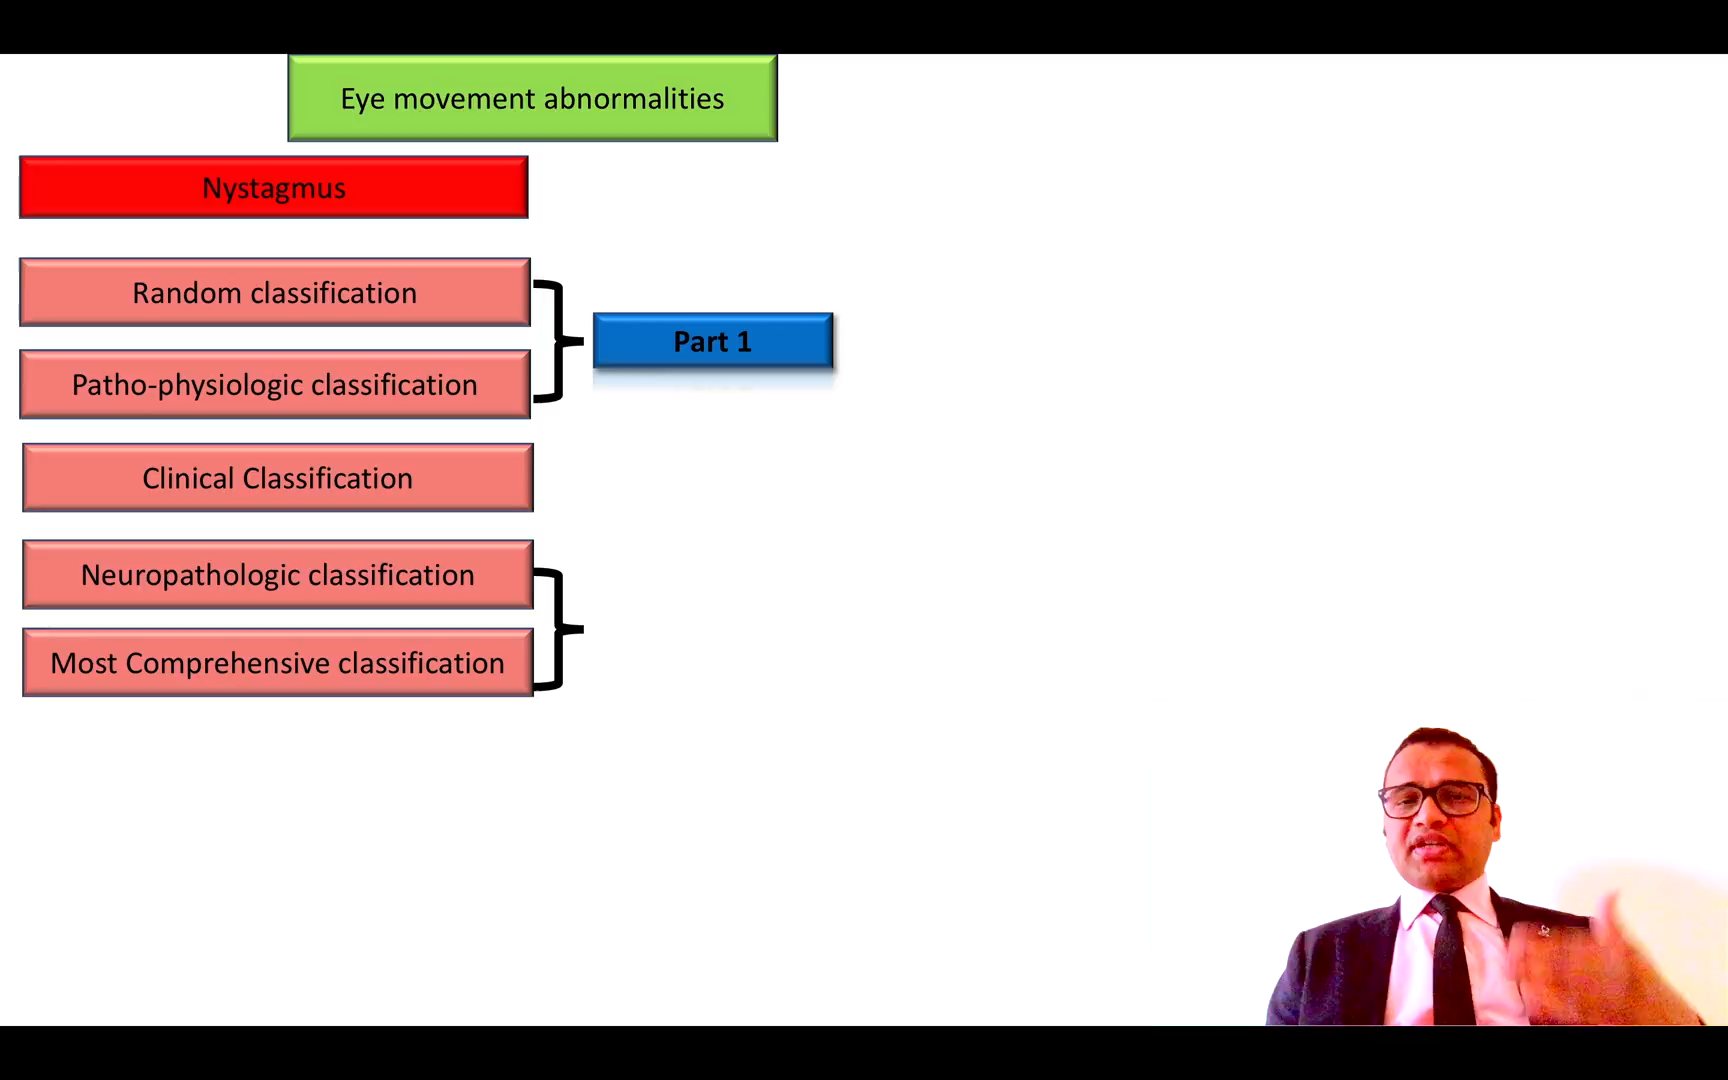 Eye movement abnormalities
Nystagmus
Random classification
Patho-physiologic classification
Part 1
Clinical Classification
Neuropathologic classification
Most Comprehensive classification